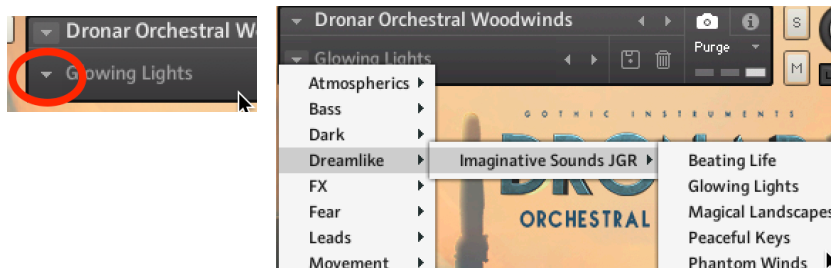 Dronar Orchestral W
Glowing Lights
Dronar Orchestral Woodwinds
S
Glowing Lights
Purge
M
Atmospherics
Bass
Dark
Dreamlike
FX
Fear
Leads
Movement
Imaginative Sounds JGR
Beating Life
Glowing Lights
Magical Landscapes
Peaceful Keys
Phantom Winds
GOTHIC INSTRUMENTS
DRONAR
ORCHESTRAL